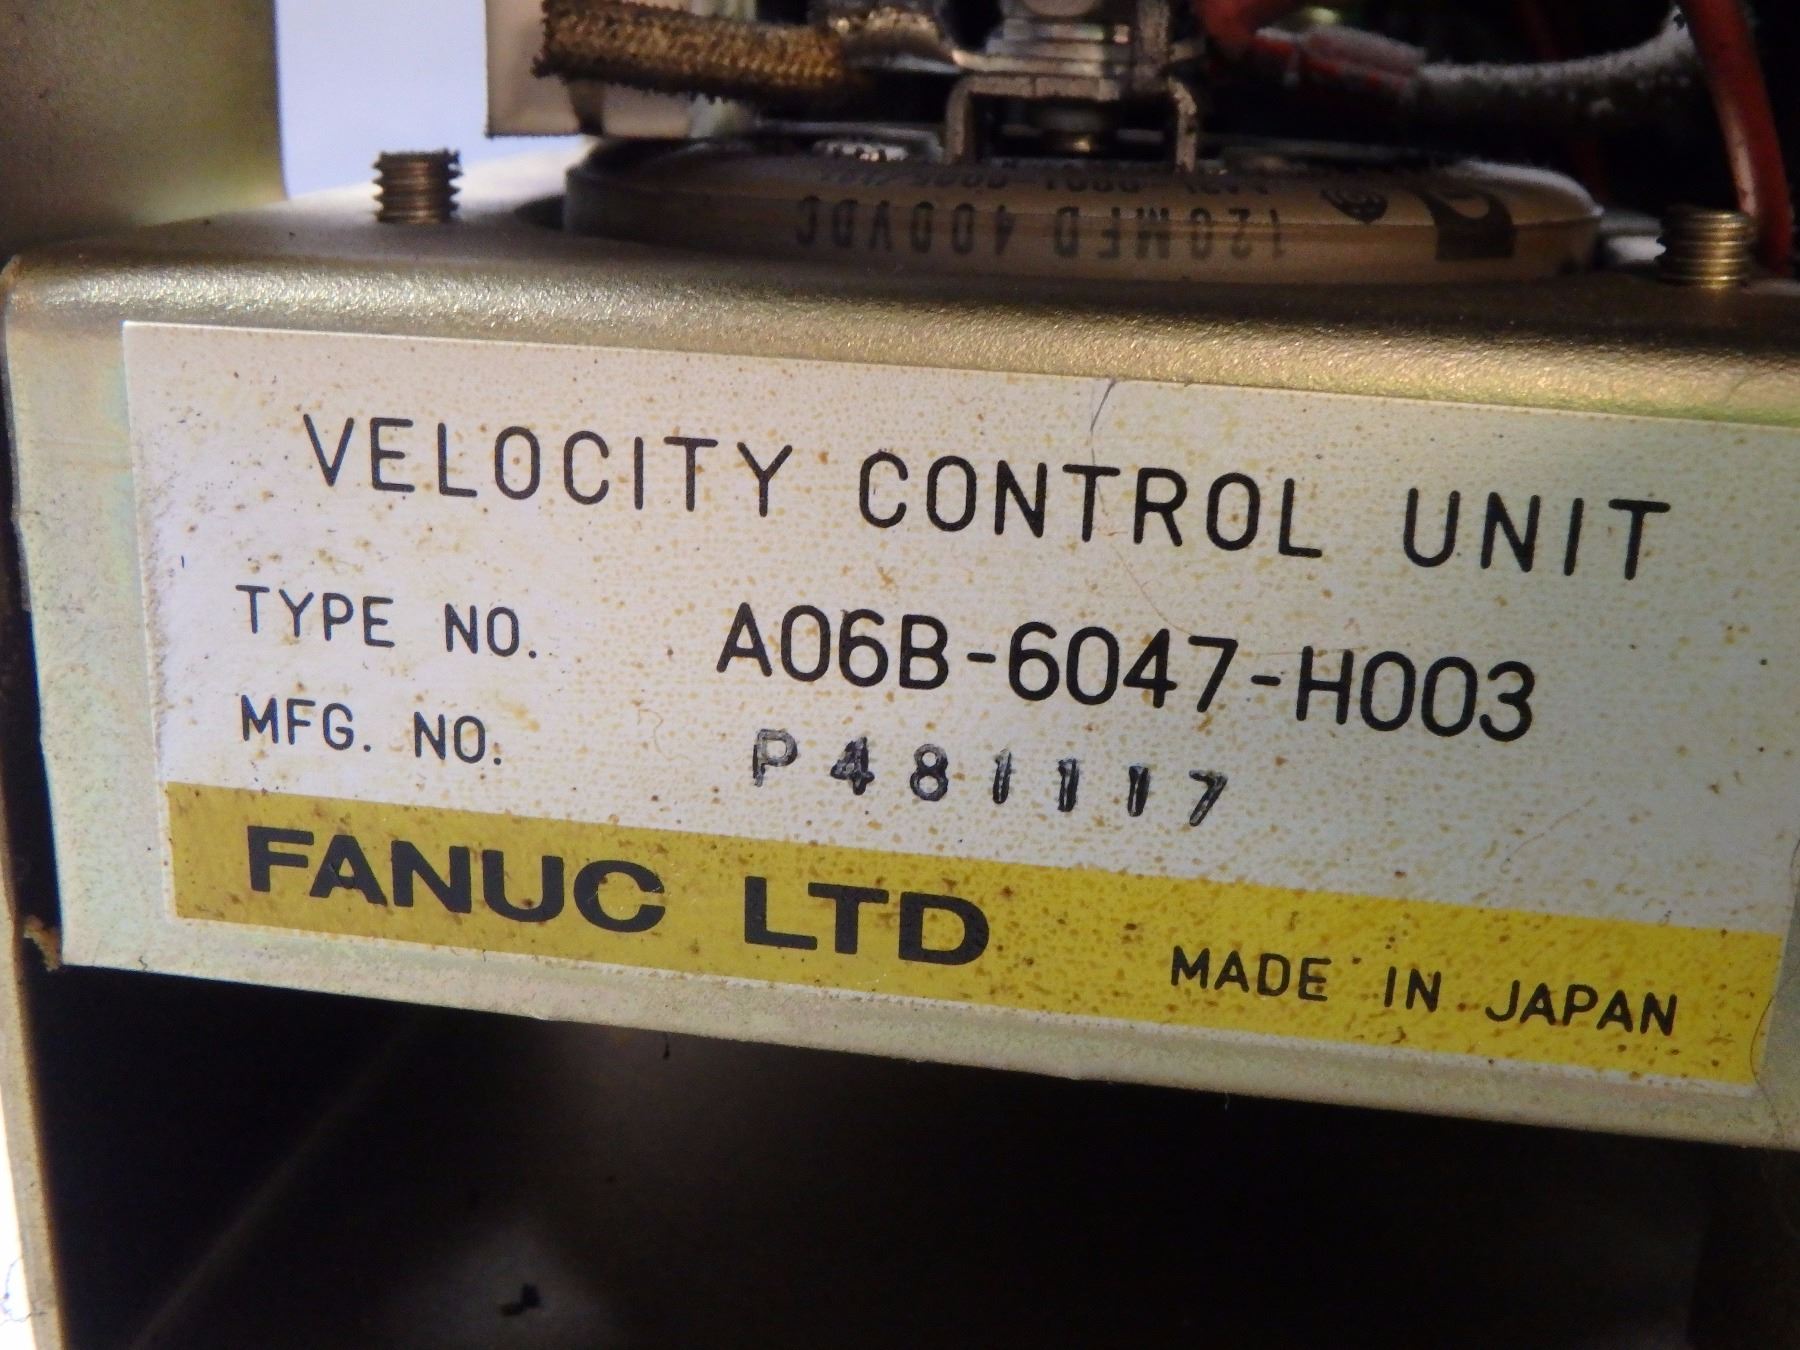 120MFD 400VDC
VELOCITY CONTROL UNIT
TYPE NO. A06B-6047-H003
MFG. NO. P481117
FANUC LTD MADE IN JAPAN